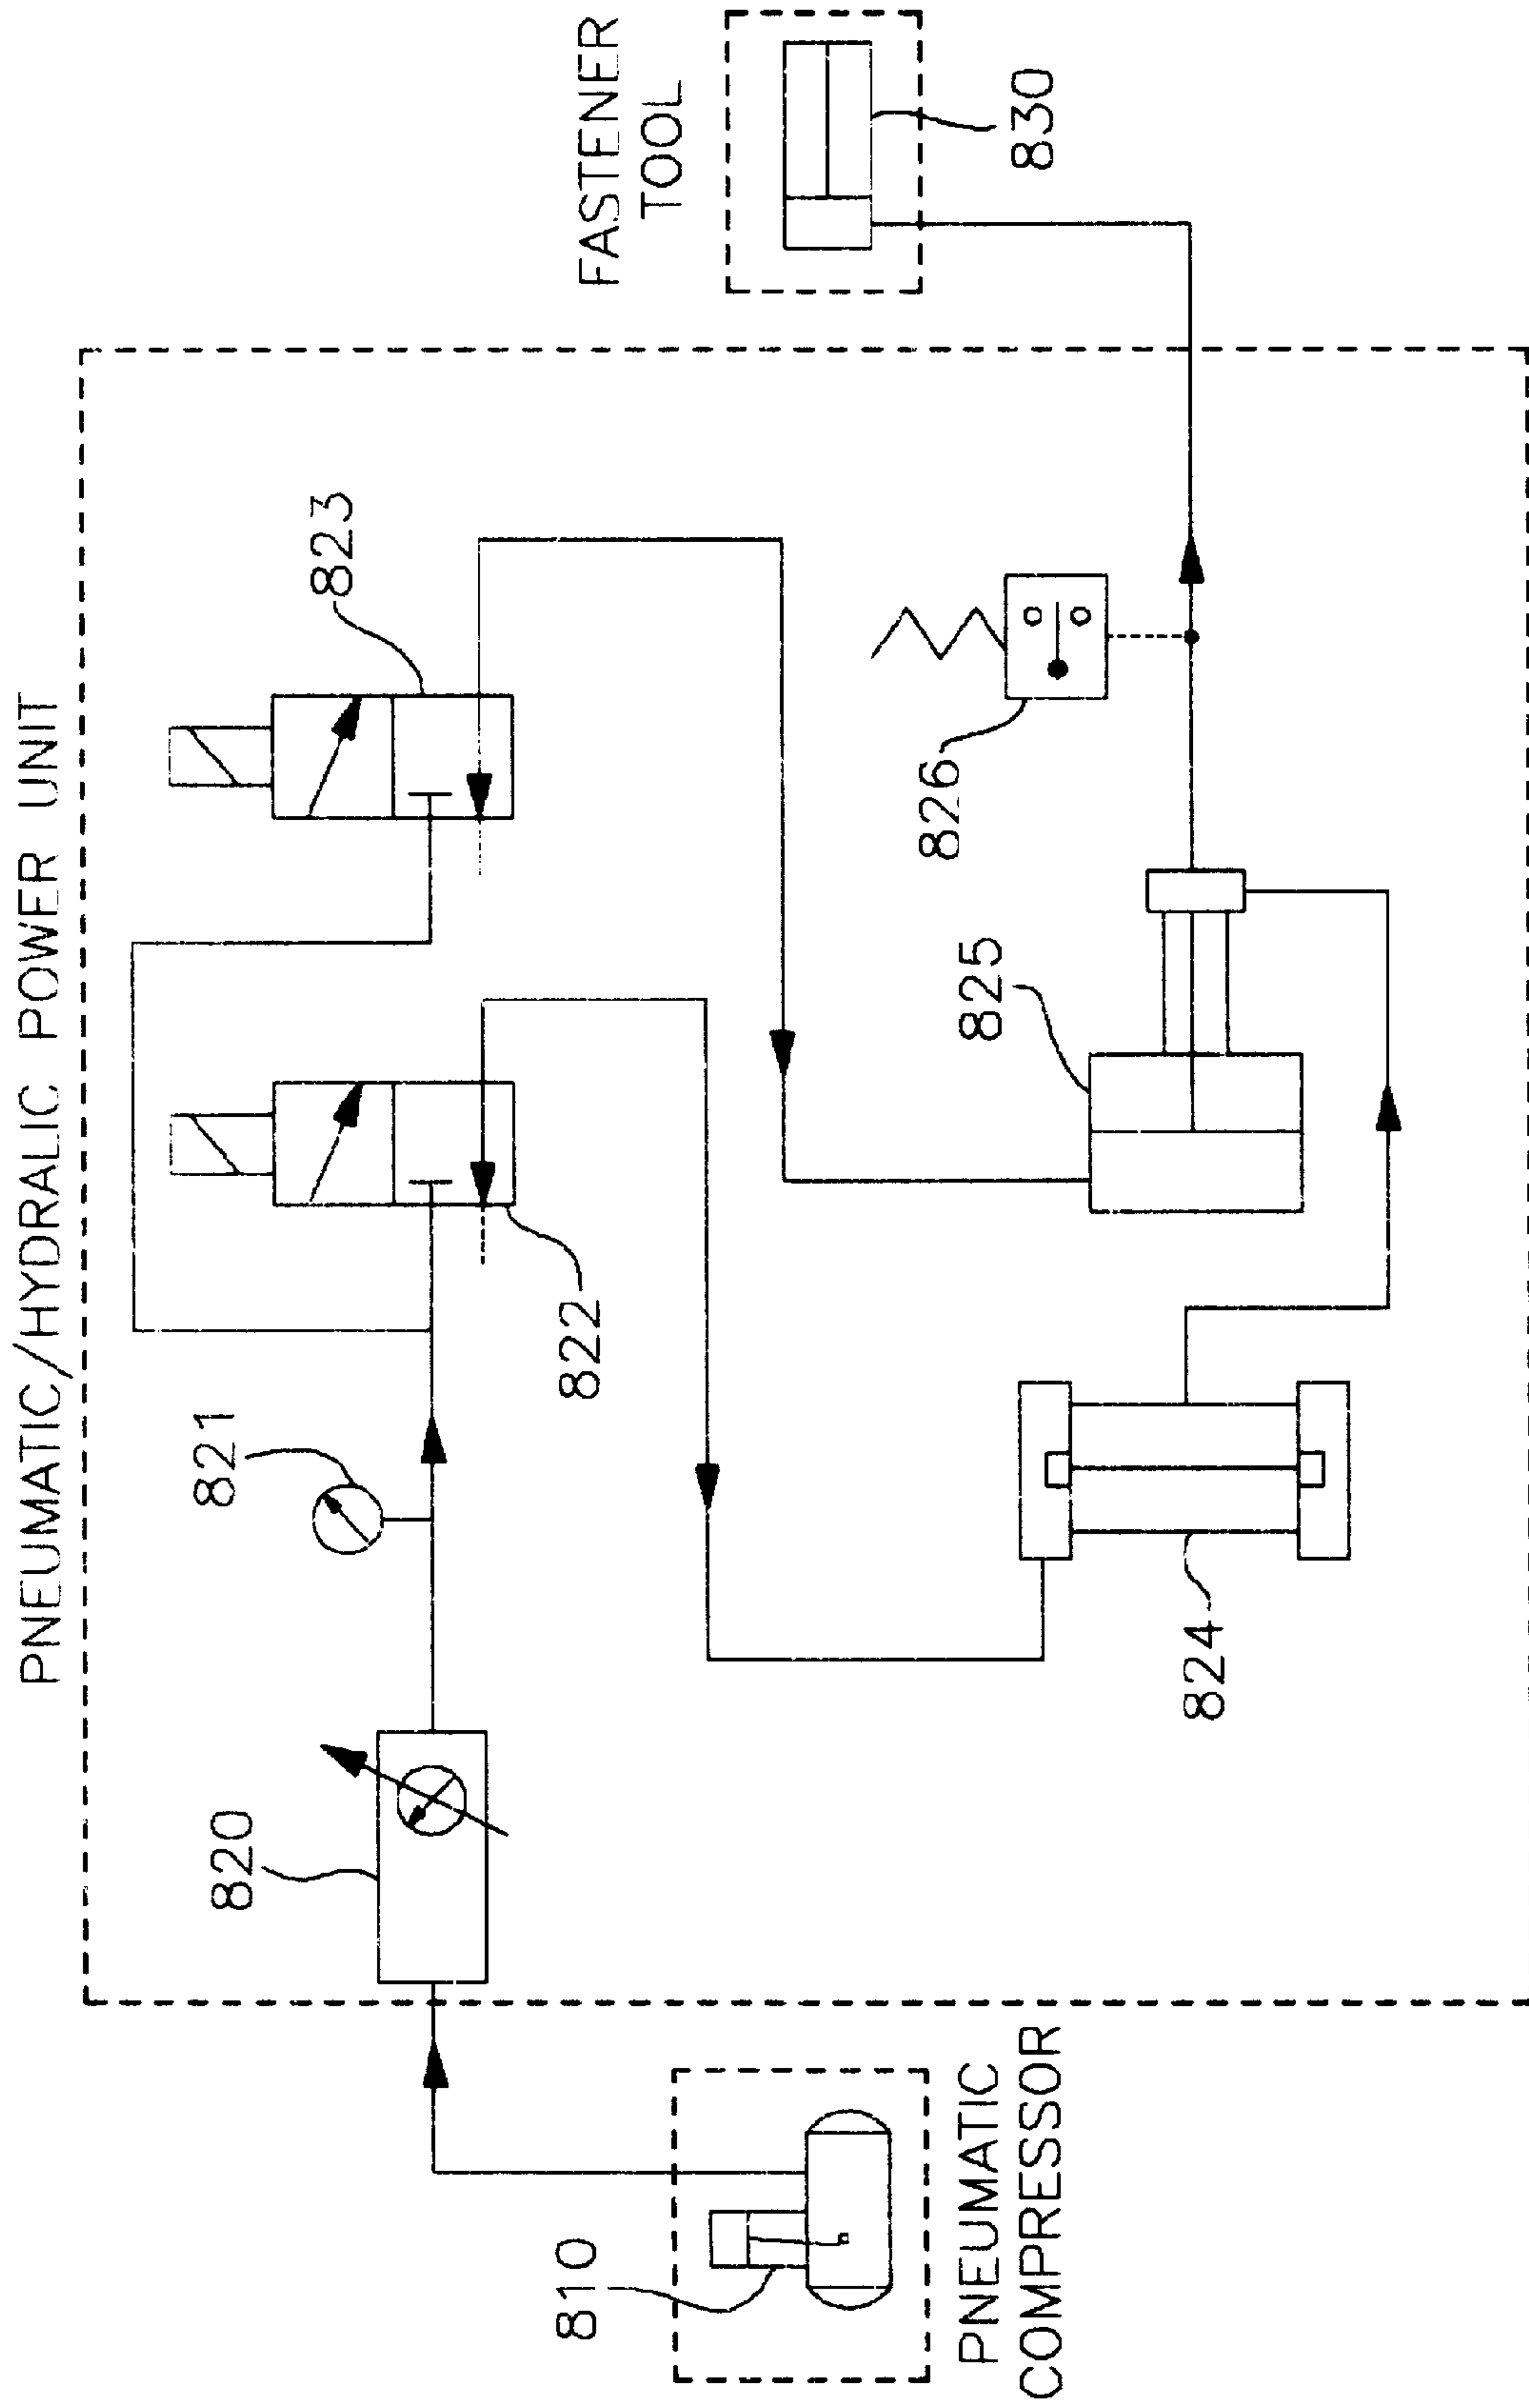 PNEUMATIC/HYDRALIC POWER UNIT
FASTENER
TOOL
823
821
820
822
826
825
830
824
810
PNEUMATIC
COMPRESSOR